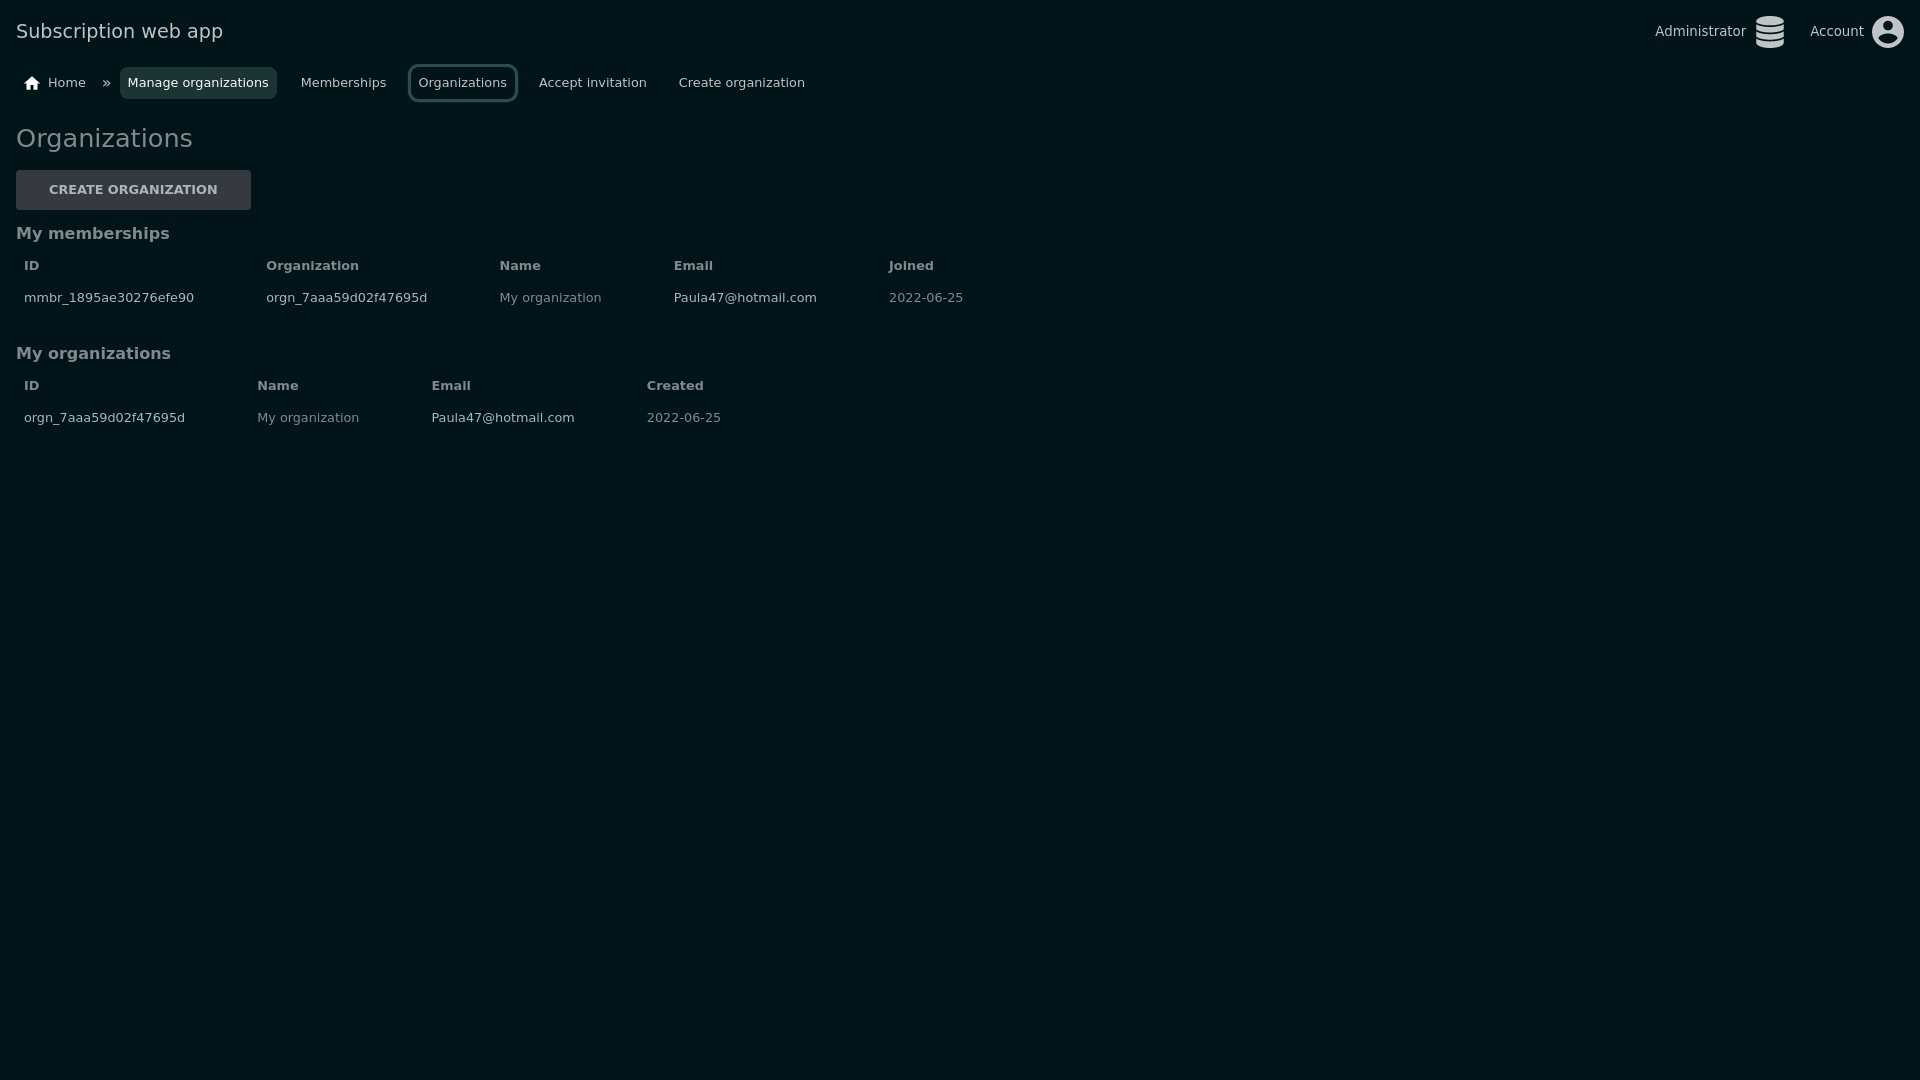 Subscription web app
Administrator
Account
Home » Manage organizations Memberships Organizations Accept invitation Create organization
Organizations
CREATE ORGANIZATION
My memberships
ID Organization Name Email Joined
mmbr_1895ae30276efe90 orgn_7aaa59d02f47695d My organization Paula47@hotmail.com 2022-06-25
My organizations
ID Name Email Created
orgn_7aaa59d02f47695d My organization Paula47@hotmail.com 2022-06-25